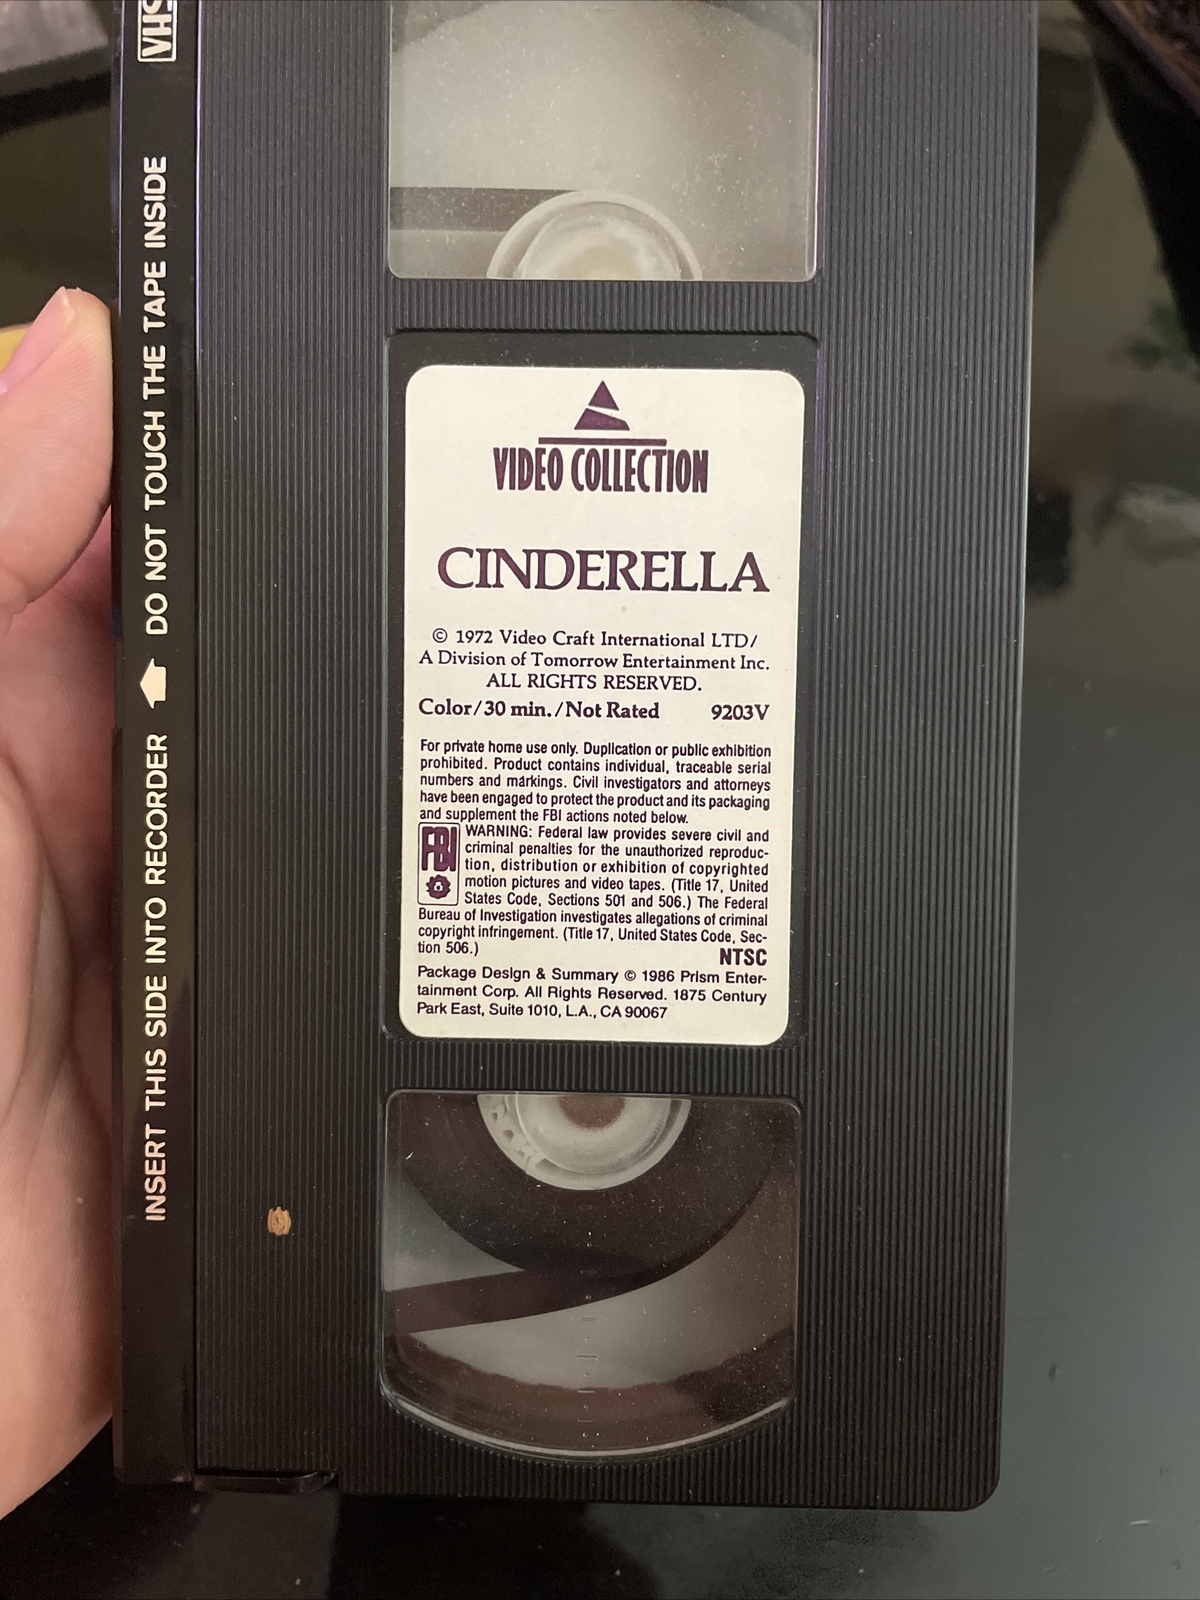 VHS
INSERT THIS SIDE INTO RECORDER DO NOT TOUCH THE TAPE INSIDE
VIDEO COLLECTION
CINDERELLA
© 1972 Video Craft International LTD/
A Division of Tomorrow Entertainment Inc.
ALL RIGHTS RESERVED.
Color/30 min./Not Rated 9203V
For private home use only. Duplication or public exhibition
prohibited. Product contains individual, traceable serial
numbers and markings. Civil investigators and attorneys
have been engaged to protect the product and its packaging
and supplement the FBI actions noted below.
FBI WARNING: Federal law provides severe civil and
criminal penalties for the unauthorized reproduc-
tion, distribution or exhibition of copyrighted
motion pictures and video tapes. (Title 17, United
States Code, Sections 501 and 506.) The Federal
Bureau of Investigation investigates allegations of criminal
copyright infringement. (Title 17, United States Code, Sec-
tion 506.)
NTSC
Package Design & Summary © 1986 Prism Enter-
tainment Corp. All Rights Reserved. 1875 Century
Park East, Suite 1010, L.A., CA 90067